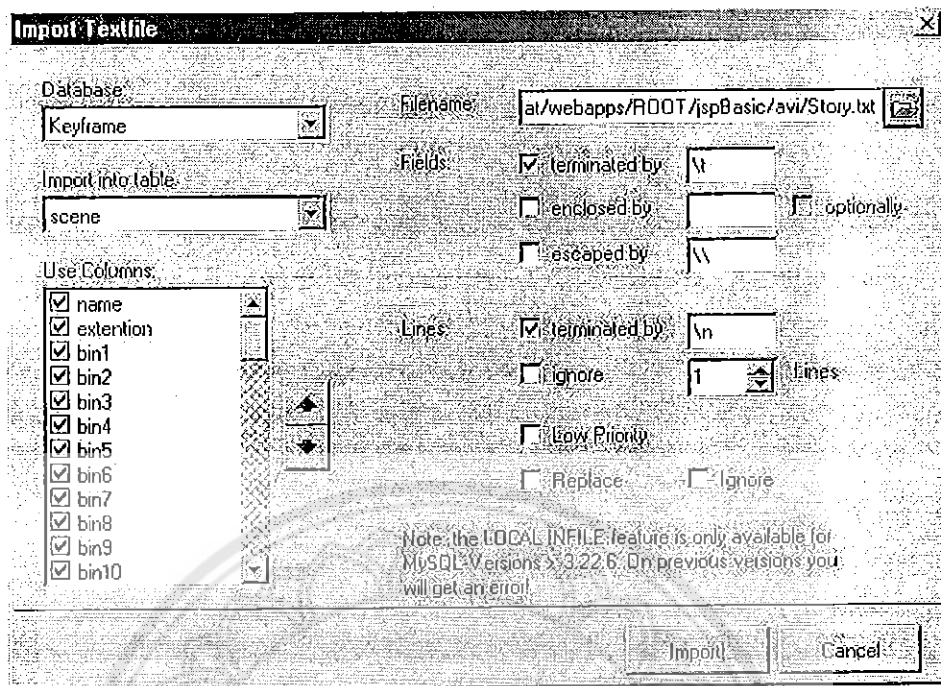 Import Textfile
Database:
Keyframe
Import into table:
scene
Use Columns:
name
extention
bin1
bin2
bin3
bin4
bin5
bin6
bin7
bin8
bin9
bin10
Filename: at/webapps/ROOT/jspBasic/avi/Story.txt
Fields: terminated by \t
enclosed by optionally
escaped by \\
Lines: terminated by \n
ignore 1 Lines
Low Priority
Replace Ignore
Note: the LOCAL INFILE feature is only available for
MySQL-Versions > 3.22.6. On previous versions you
will get an error!
Import! Cancel